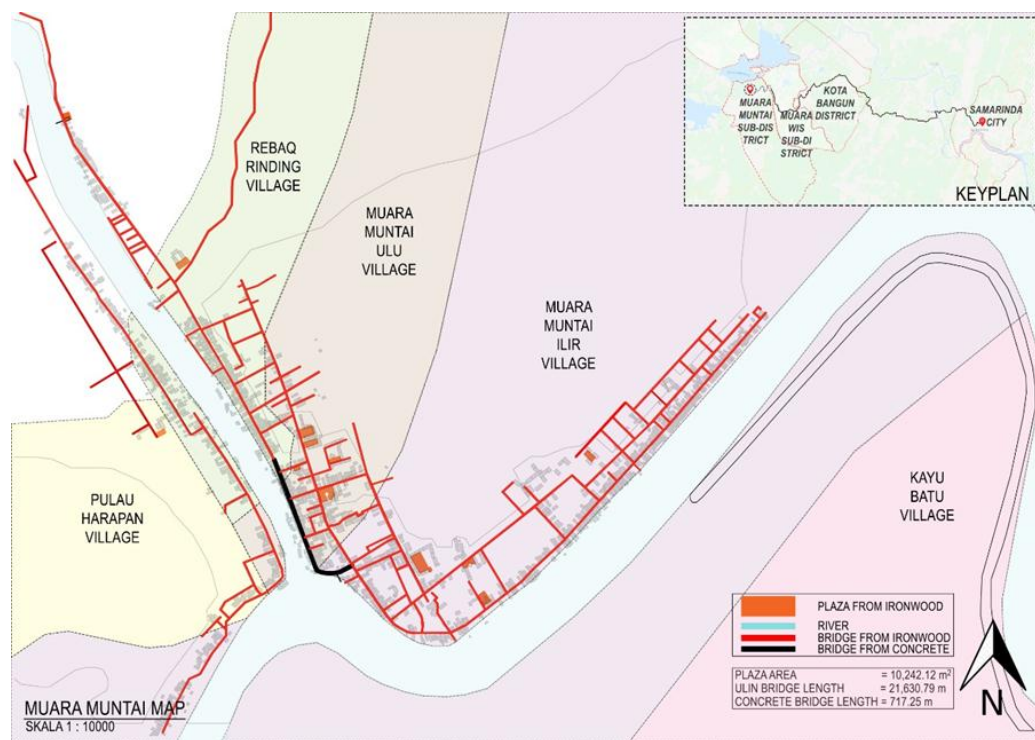 MUARA
MUNTAI
SUB-DIS
TRICT
MUARA
WIS
SUB-DI
STRICT
KOTA
BANGUN
DISTRICT
SAMARINDA
CITY
KEYPLAN
REBAQ
RINDING
VILLAGE
MUARA
MUNTAI
ULU
VILLAGE
MUARA
MUNTAI
ILIR
VILLAGE
PULAU
HARAPAN
VILLAGE
KAYU
BATU
VILLAGE
PLAZA FROM IRONWOOD
RIVER
BRIDGE FROM IRONWOOD
BRIDGE FROM CONCRETE
PLAZA AREA = 10,242.12 m²
ULIN BRIDGE LENGTH = 21,630.79 m
CONCRETE BRIDGE LENGTH = 717.25 m
N
MUARA MUNTAI MAP
SKALA 1 : 10000